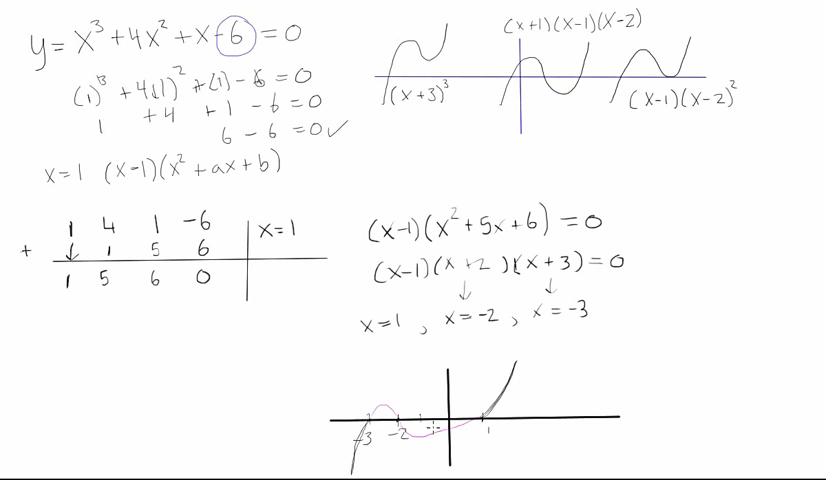 y = x³ + 4x² + x - 6 = 0
(1)³ + 4(1)² + (1) - 6 = 0
1 + 4 + 1 - 6 = 0
6 - 6 = 0 ✓
x = 1 (x-1)(x² + ax + b)
(x+1)(x-1)(x-2)
(x+3)³
(x-1)(x-2)²
1 4 1 -6 x = 1
+ ↓ 1 5 6
1 5 6 0
(x-1)(x² + 5x + 6) = 0
(x-1)(x+2)(x+3) = 0
↓ ↓
x = 1 , x = -2 , x = -3
-3 -2 1